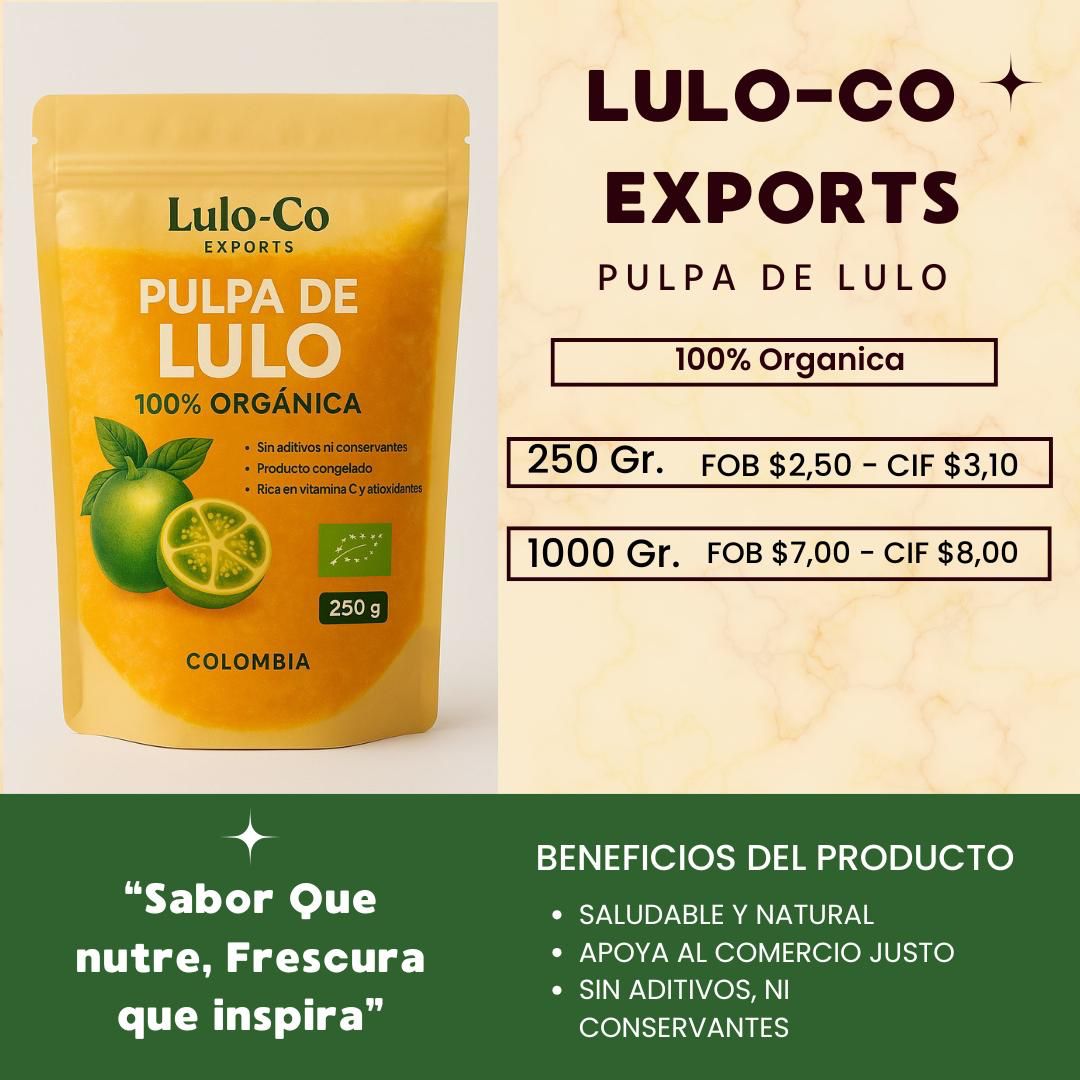 Lulo-Co
EXPORTS
PULPA DE
LULO
100% ORGÁNICA
• Sin aditivos ni conservantes
• Producto congelado
• Rica en vitamina C y atioxidantes
250 g
COLOMBIA
LULO-CO
EXPORTS
PULPA DE LULO
100% Organica
250 Gr. FOB $2,50 - CIF $3,10
1000 Gr. FOB $7,00 - CIF $8,00
“Sabor Que
nutre, Frescura
que inspira”
BENEFICIOS DEL PRODUCTO
• SALUDABLE Y NATURAL
• APOYA AL COMERCIO JUSTO
• SIN ADITIVOS, NI
CONSERVANTES